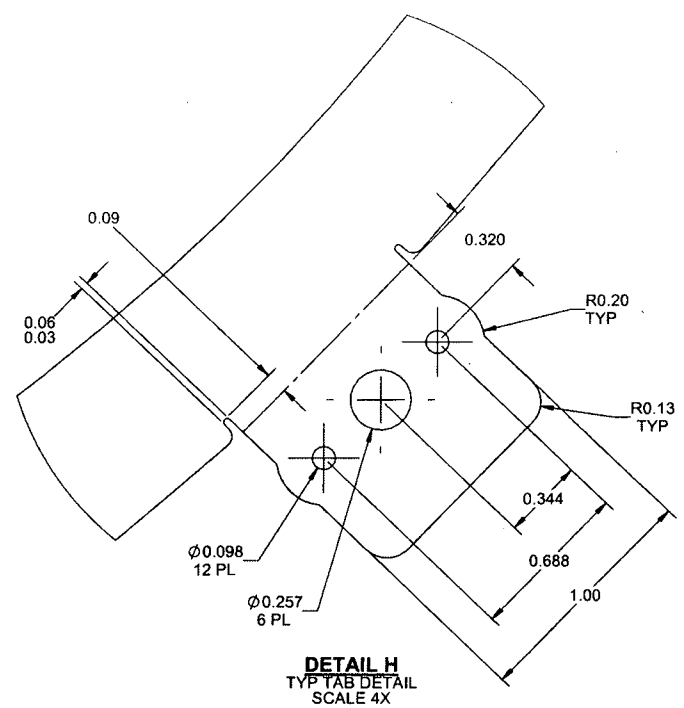 0.09
0.320
R0.20
TYP
0.06
0.03
R0.13
TYP
0.344
Ø0.098
12 PL
0.688
Ø0.257
6 PL
1.00
DETAIL H
TYP TAB DETAIL
SCALE 4X